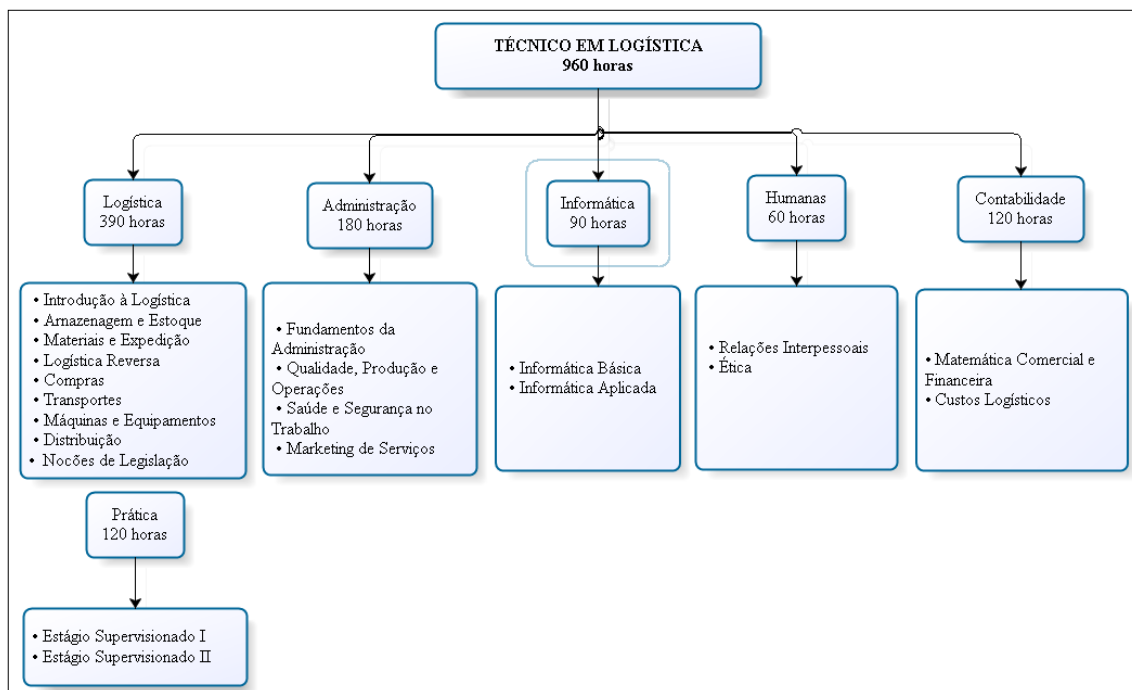 TÉCNICO EM LOGÍSTICA
960 horas
Logística
390 horas
Administração
180 horas
Informática
90 horas
Humanas
60 horas
Contabilidade
120 horas
• Introdução à Logística
• Armazenagem e Estoque
• Materiais e Expedição
• Logística Reversa
• Compras
• Transportes
• Máquinas e Equipamentos
• Distribuição
• Nocões de Legislação
• Fundamentos da
Administração
• Qualidade, Produção e
Operações
• Saúde e Segurança no
Trabalho
• Marketing de Serviços
• Informática Básica
• Informática Aplicada
• Relações Interpessoais
• Ética
• Matemática Comercial e
Financeira
• Custos Logísticos
Prática
120 horas
• Estágio Supervisionado I
• Estágio Supervisionado II